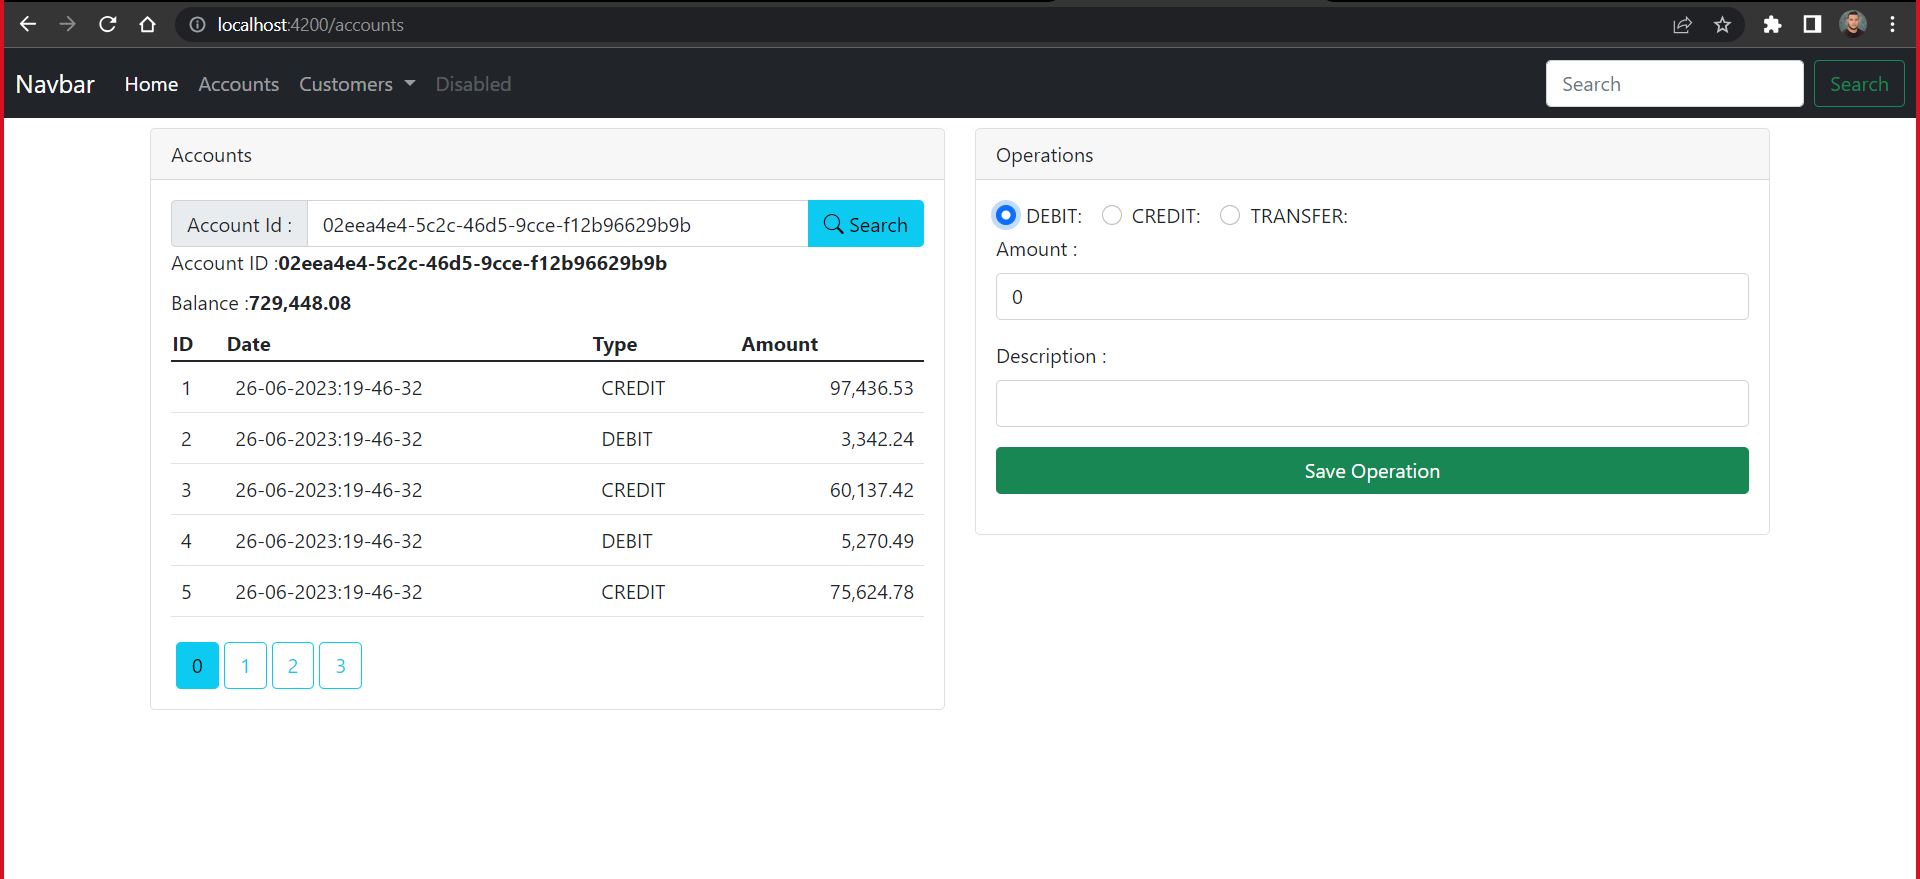 localhost:4200/accounts
Navbar Home Accounts Customers Disabled Search Search
Accounts
Account Id : 02eea4e4-5c2c-46d5-9cce-f12b96629b9b Search
Account ID :02eea4e4-5c2c-46d5-9cce-f12b96629b9b
Balance :729,448.08
ID Date Type Amount
1 26-06-2023:19-46-32 CREDIT 97,436.53
2 26-06-2023:19-46-32 DEBIT 3,342.24
3 26-06-2023:19-46-32 CREDIT 60,137.42
4 26-06-2023:19-46-32 DEBIT 5,270.49
5 26-06-2023:19-46-32 CREDIT 75,624.78
0 1 2 3
Operations
DEBIT: CREDIT: TRANSFER:
Amount :
0
Description :
Save Operation